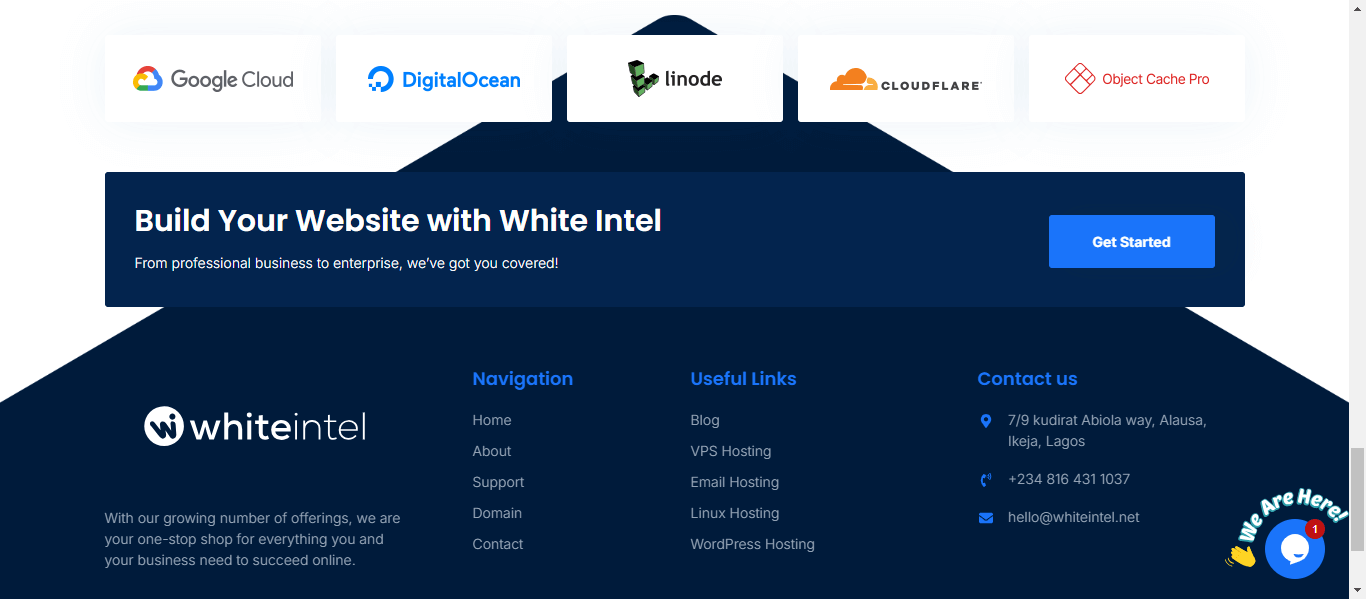 Google Cloud
DigitalOcean
linode
CLOUDFLARE
Object Cache Pro
Build Your Website with White Intel
From professional business to enterprise, we've got you covered!
Get Started
whiteintel
With our growing number of offerings, we are
your one-stop shop for everything you and
your business need to succeed online.
Navigation
Home
About
Support
Domain
Contact
Useful Links
Blog
VPS Hosting
Email Hosting
Linux Hosting
WordPress Hosting
Contact us
7/9 kudirat Abiola way, Alausa,
Ikeja, Lagos
+234 816 431 1037
hello@whiteintel.net
We Are Here!
1